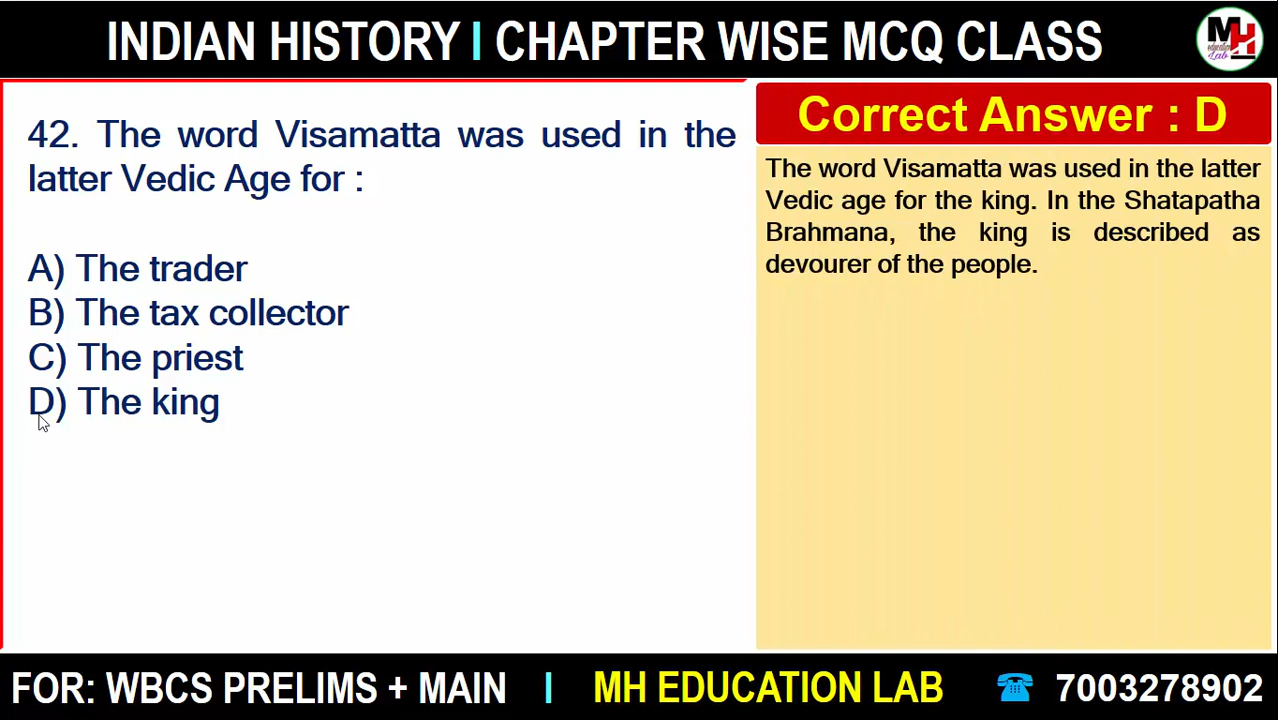 INDIAN HISTORY I CHAPTER WISE MCQ CLASS
MH
education
Lab
42. The word Visamatta was used in the
latter Vedic Age for :
A) The trader
B) The tax collector
C) The priest
D) The king
Correct Answer : D
The word Visamatta was used in the latter
Vedic age for the king. In the Shatapatha
Brahmana, the king is described as
devourer of the people.
FOR: WBCS PRELIMS + MAIN I MH EDUCATION LAB ☎ 7003278902